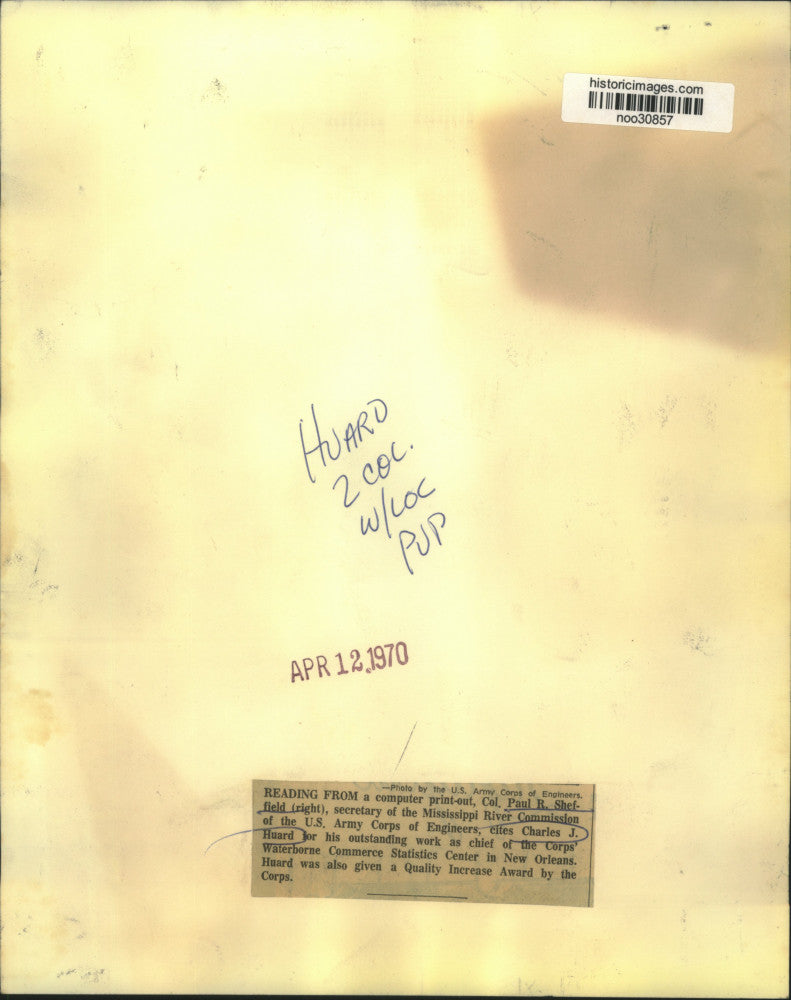 historicimages.com
noo30857
HUARD
2 COL.
W/LOC
PUP
APR 12 1970
—Photo by the U.S. Army Corps of Engineers.
READING FROM a computer print-out, Col. Paul R. Shef-
field (right), secretary of the Mississippi River Commission
of the U.S. Army Corps of Engineers, cites Charles J.
Huard for his outstanding work as chief of the Corps'
Waterborne Commerce Statistics Center in New Orleans.
Huard was also given a Quality Increase Award by the
Corps.